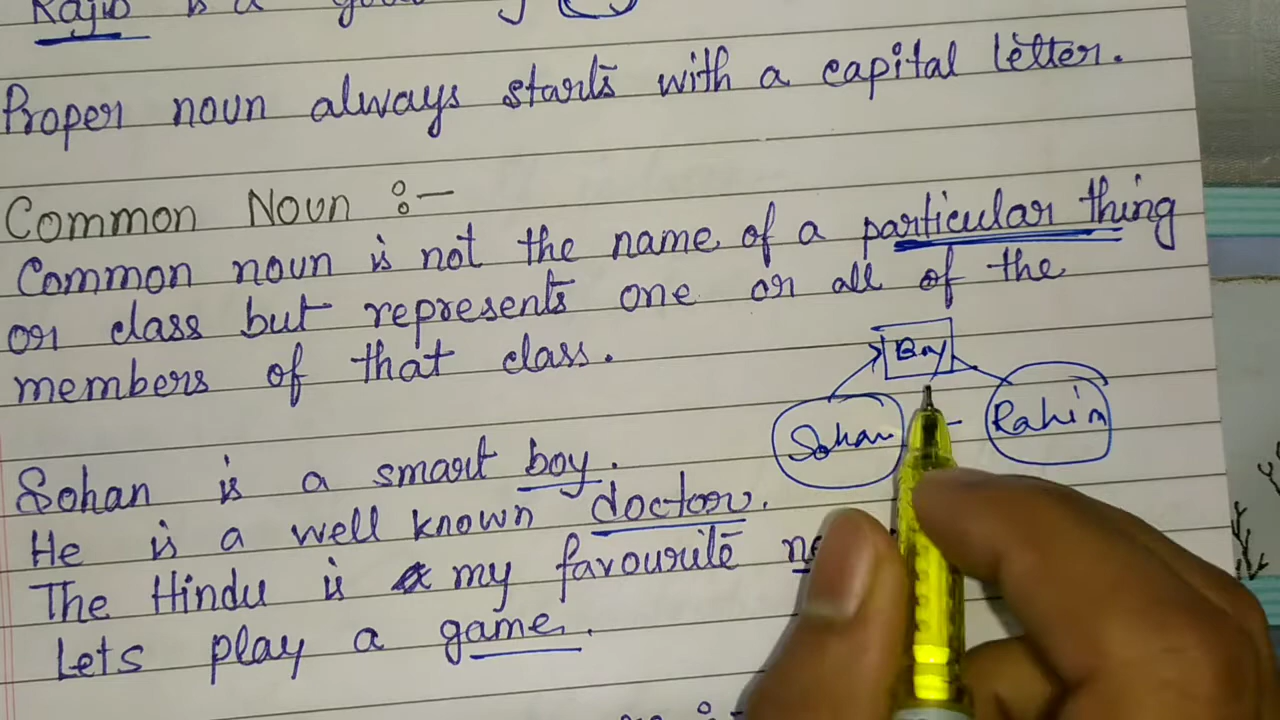 Rajib is a
Proper noun always starts with a capital letter.
Common Noun :-
Common noun is not the name of a particular thing
or class but represents one or all of the
members of that class.
Boy
Sohan - Rahim
Sohan is a smart boy.
He is a well known doctor.
The Hindu is my favourite
Lets play a game.